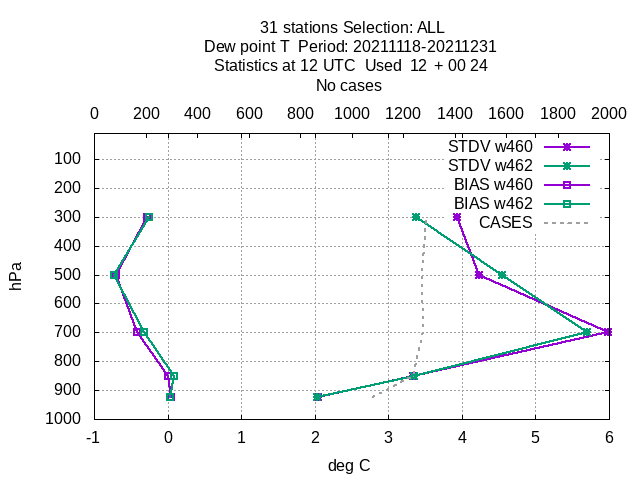 31 stations Selection: ALL
Dew point T  Period: 20211118-20211231
Statistics at 12 UTC  Used  12  + 00 24
No cases
0 200 400 600 800 1000 1200 1400 1600 1800 2000
STDV w460
STDV w462
BIAS w460
BIAS w462
CASES
100
200
300
400
500
600
700
800
900
1000
hPa
-1 0 1 2 3 4 5 6
deg C